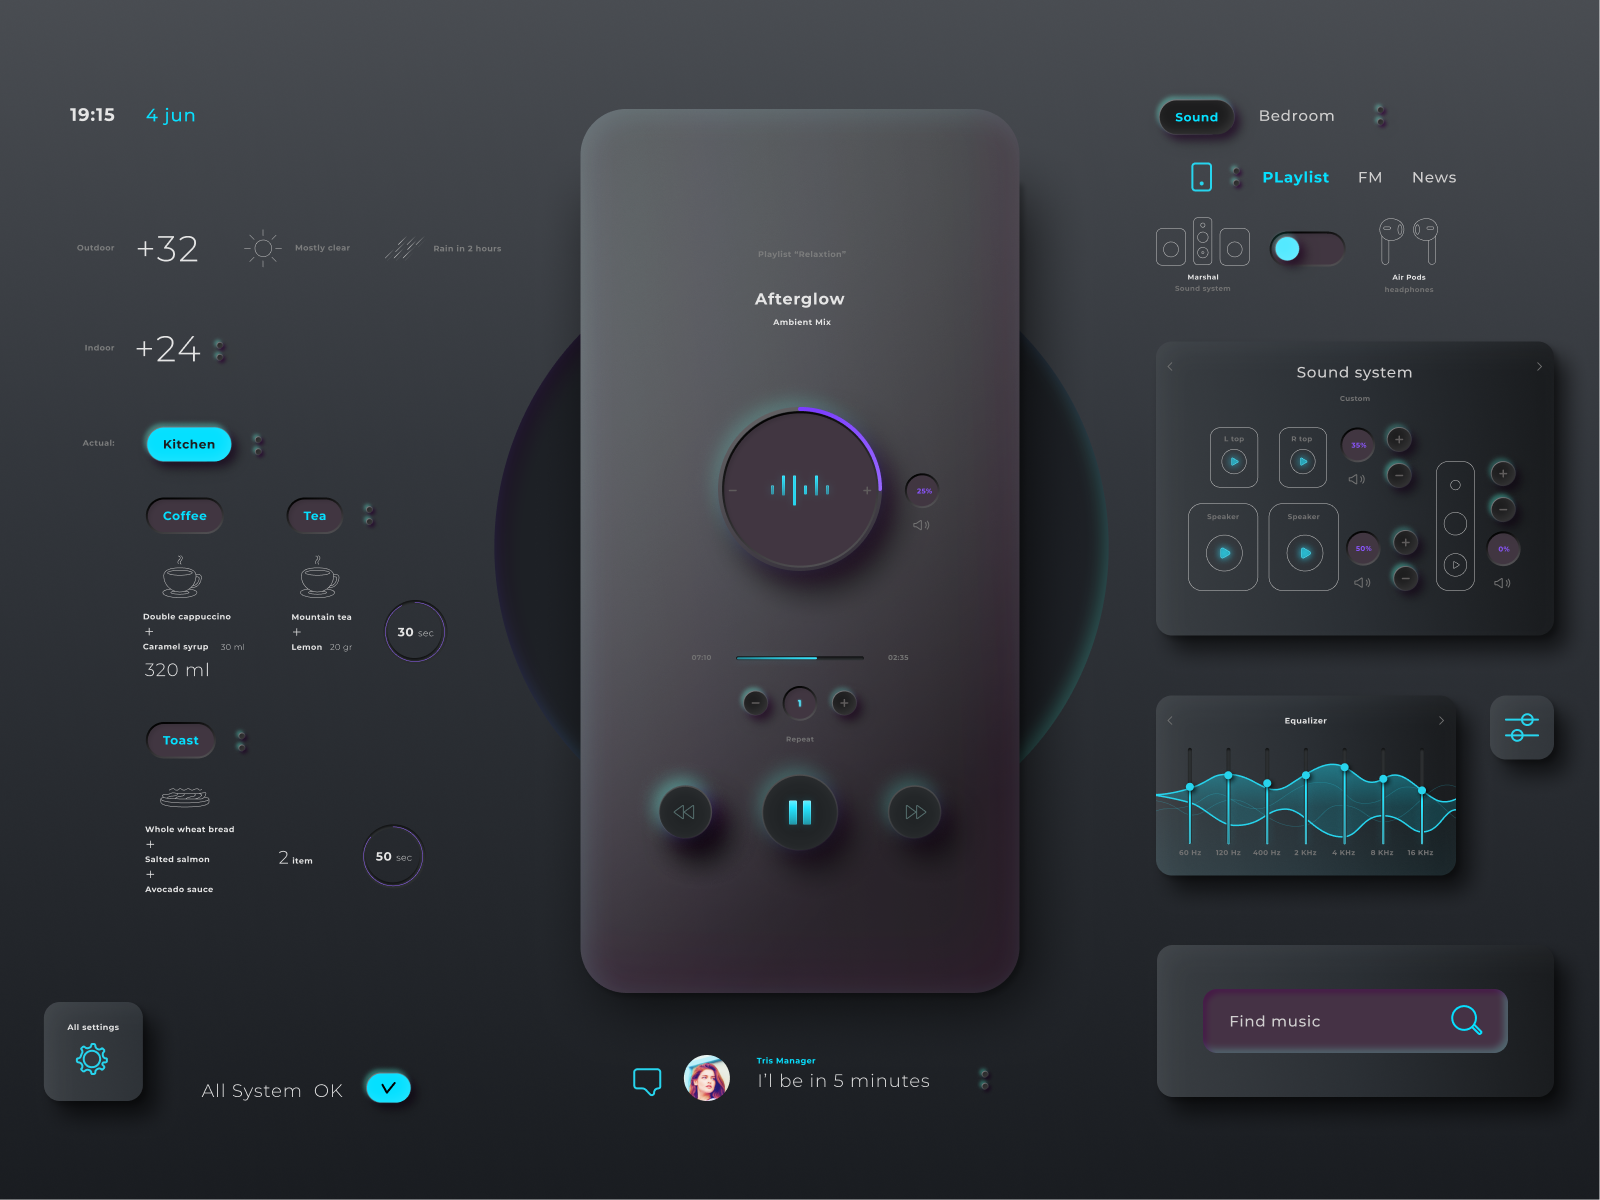 19:15 4 jun
Outdoor +32 Mostly clear Rain in 2 hours
Indoor +24
Actual: Kitchen
Coffee Tea
Double cappuccino
+
Caramel syrup 30 ml
320 ml
Mountain tea
+
Lemon 20 gr
30 sec
Toast
Whole wheat bread
+
Salted salmon
+
Avocado sauce
2 item
50 sec
All settings
All System OK
Playlist “Relaxtion”
Afterglow
Ambient Mix
− +
25%
07:10 02:35
− 1 +
Repeat
Tris Manager
I'l be in 5 minutes
Sound Bedroom
PLaylist FM News
Marshal
Sound system
Air Pods
headphones
Sound system
Custom
L top R top 35% +
−
Speaker Speaker 50% +
−
+
−
0%
Equalizer
60 Hz 120 Hz 400 Hz 2 KHz 4 KHz 8 KHz 16 KHz
Find music